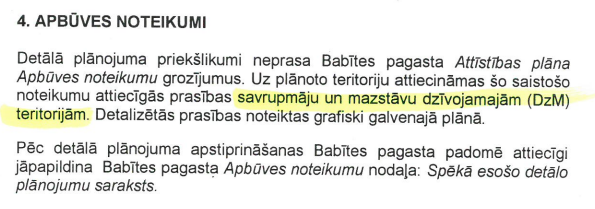 4. APBŪVES NOTEIKUMI
Detālā plānojuma priekšlikumi neprasa Babītes pagasta Attīstības plāna
Apbūves noteikumu grozījumus. Uz plānoto teritoriju attiecināmas šo saistošo
noteikumu attiecīgās prasības savrupmāju un mazstāvu dzīvojamajām (DzM)
teritorijām. Detalizētās prasības noteiktas grafiski galvenajā plānā.
Pēc detālā plānojuma apstiprināšanas Babītes pagasta padomē attiecīgi
jāpapildina Babītes pagasta Apbūves noteikumu nodaļa: Spēkā esošo detālo
plānojumu saraksts.